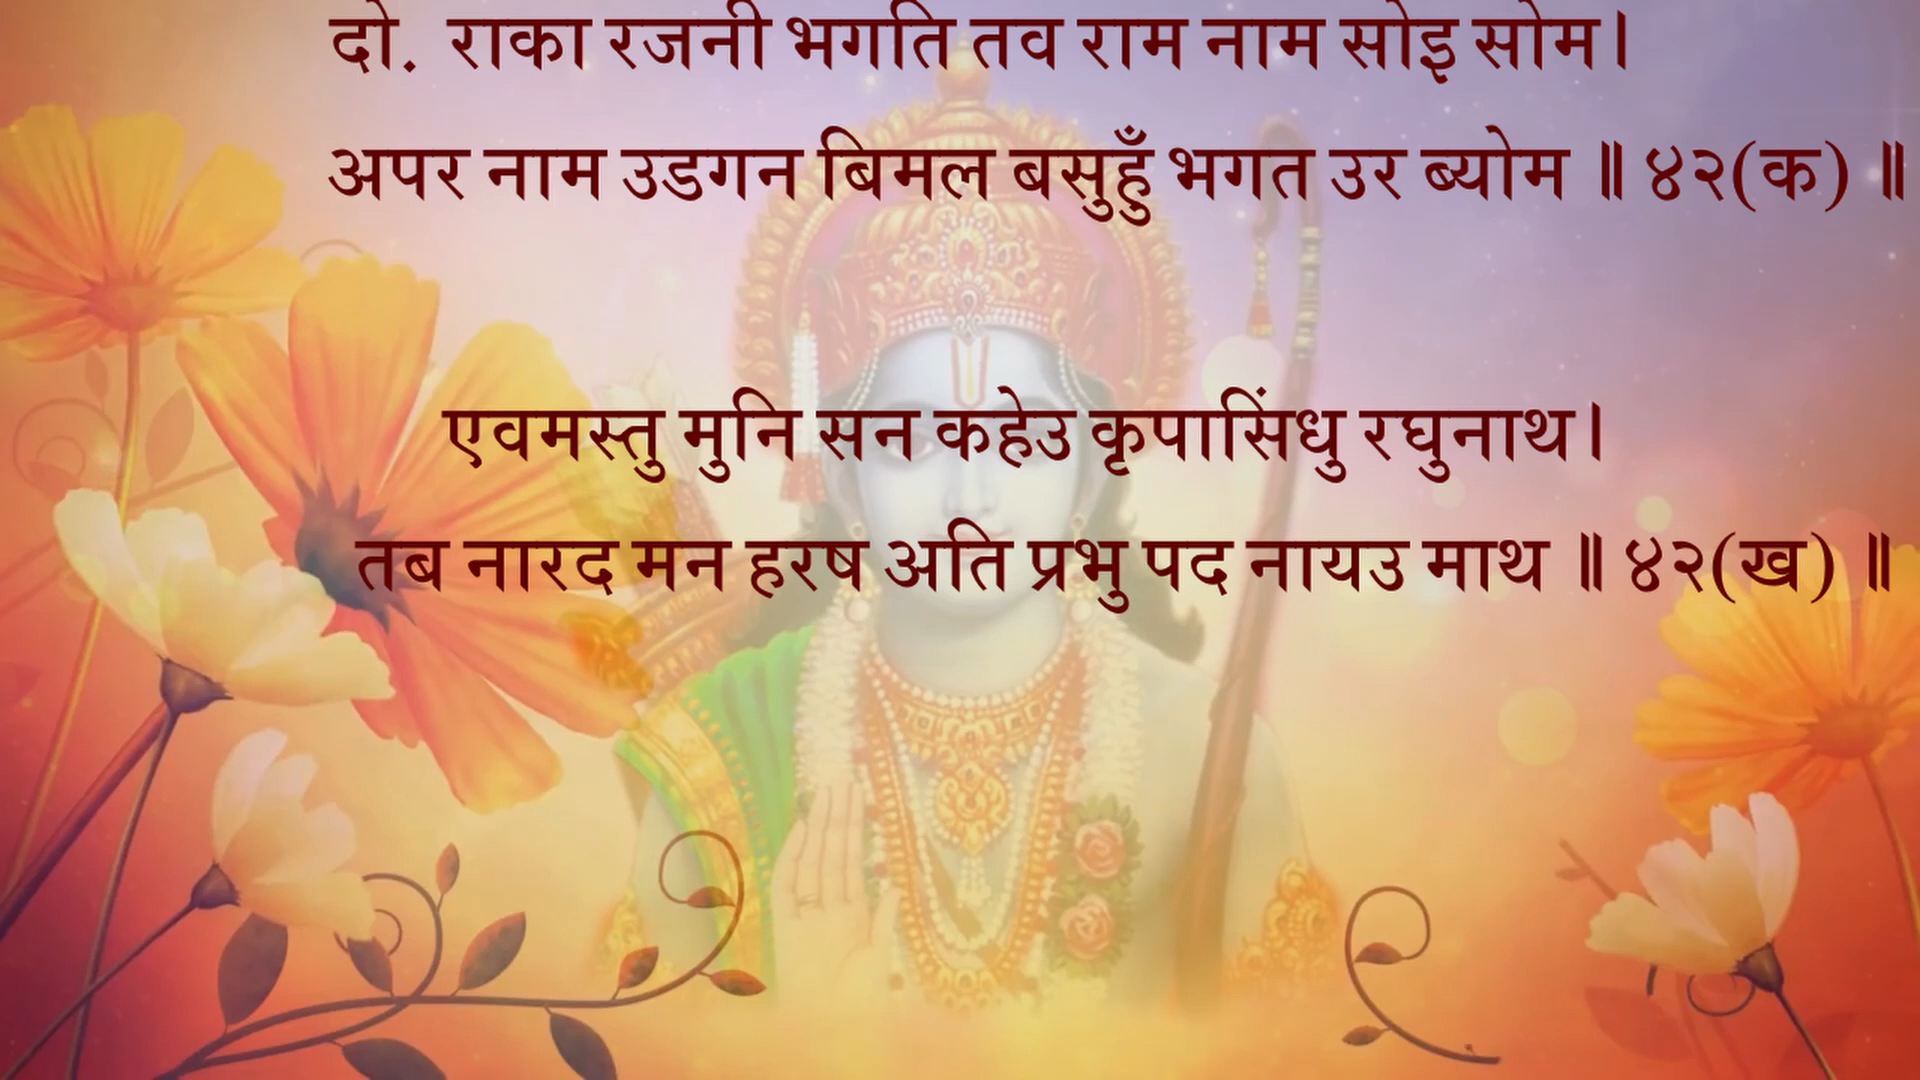 दो. राका रजनी भगति तव राम नाम सोइ सोम।
अपर नाम उडगन बिमल बसुहुँ भगत उर ब्योम ॥ ४२(क) ॥
एवमस्तु मुनि सन कहेउ कृपासिंधु रघुनाथ।
तब नारद मन हरष अति प्रभु पद नायउ माथ ॥ ४२(ख) ॥